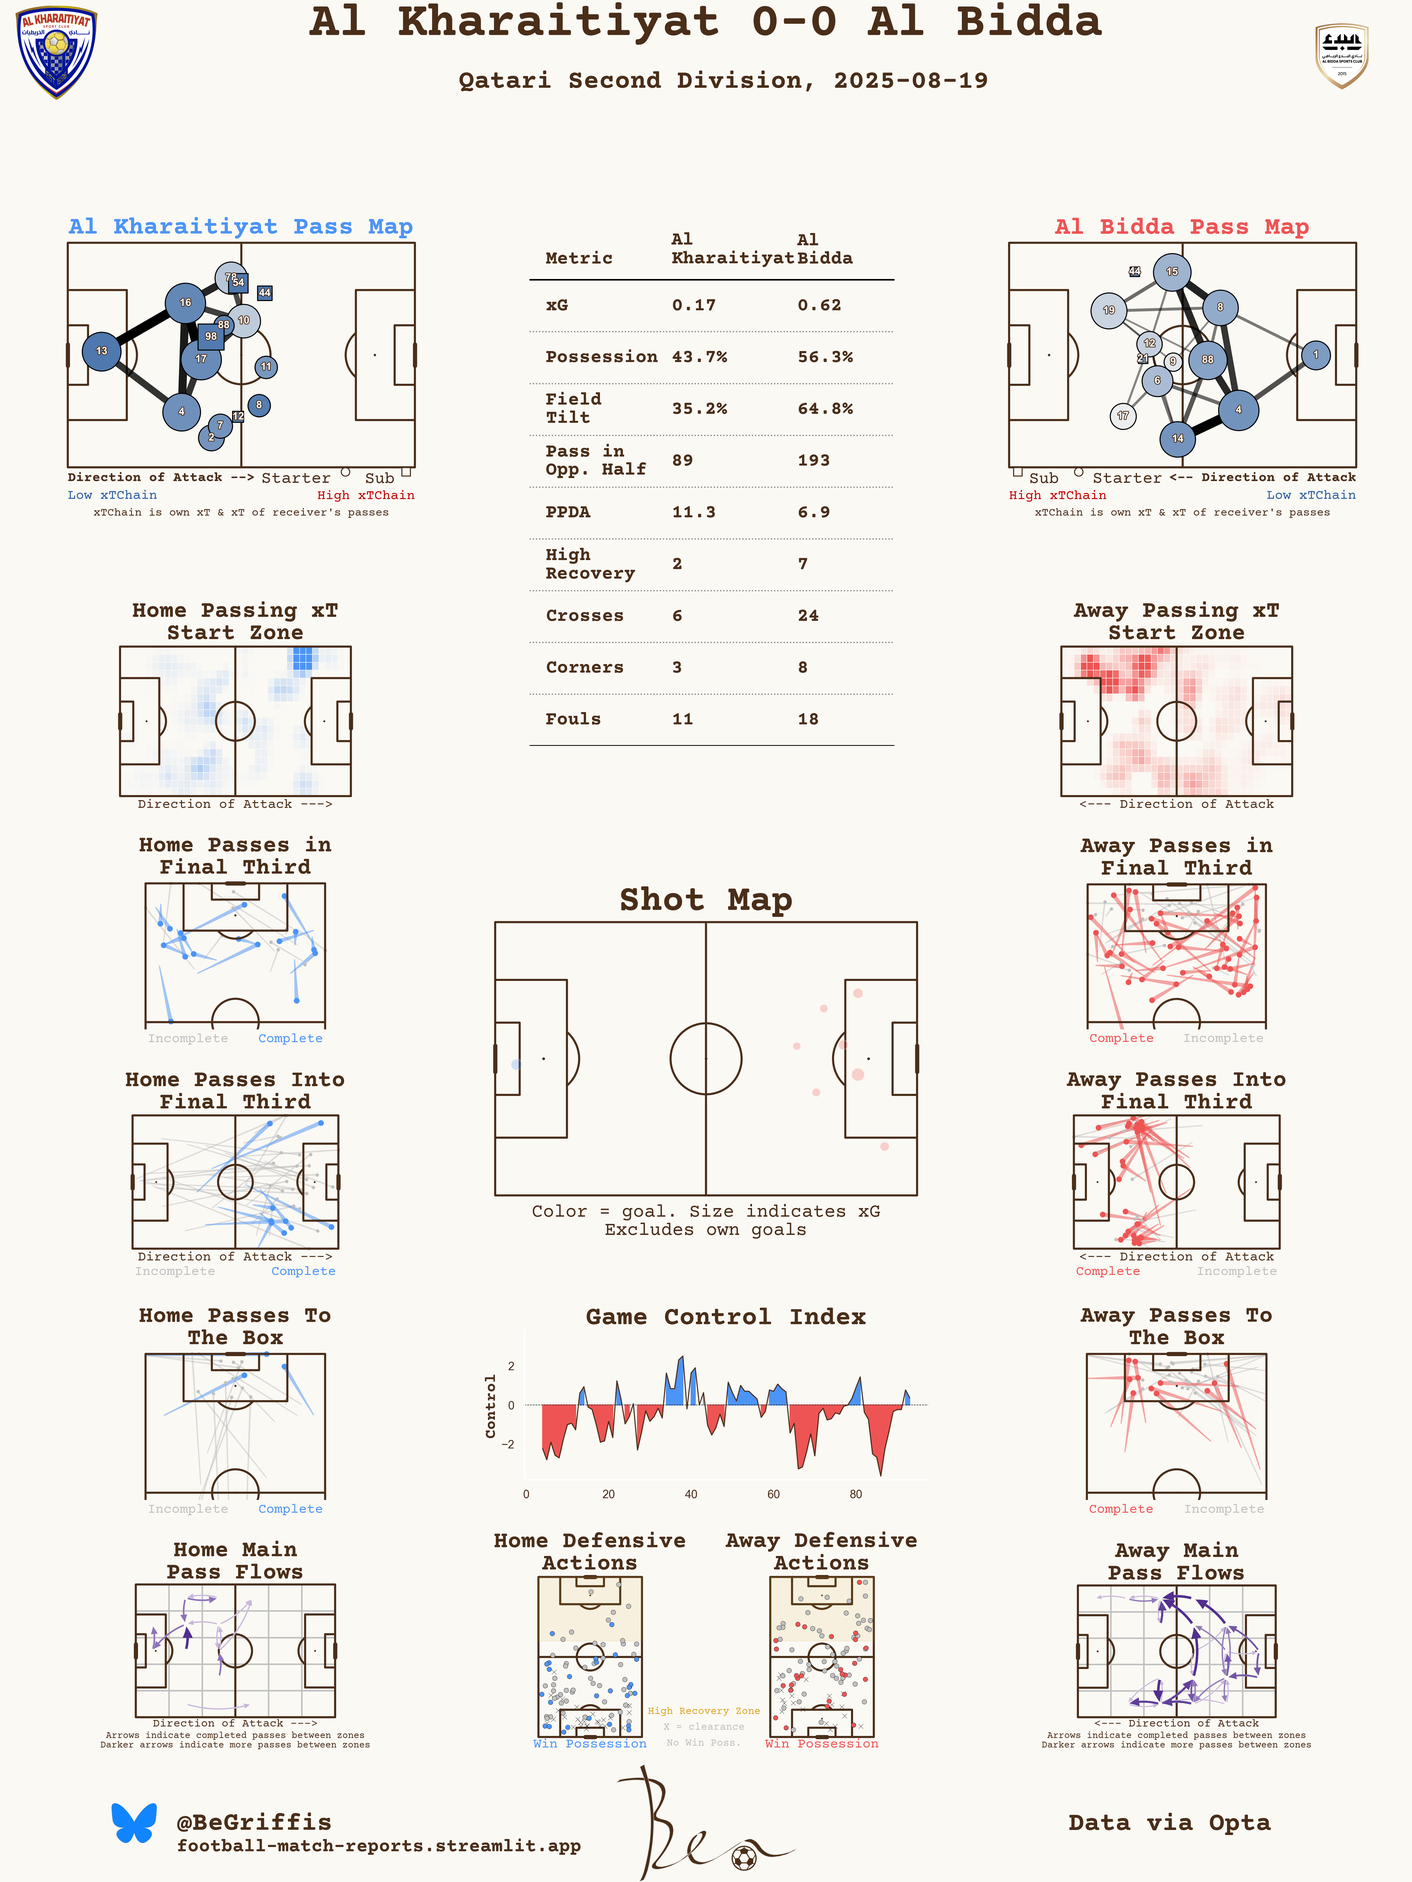 Al Kharaitiyat 0-0 Al Bidda
Qatari Second Division, 2025-08-19
AL KHARAITIYAT
SPORT CLUB
AL BIDDA SPORTS CLUB
2015
Al Kharaitiyat Pass Map
78
54
44
16
88
10
98
13
17
11
4
8
12
7
2
Direction of Attack --> Starter Sub
Low xTChain High xTChain
xTChain is own xT & xT of receiver's passes
Metric Al Kharaitiyat Al Bidda
xG 0.17 0.62
Possession 43.7% 56.3%
Field Tilt 35.2% 64.8%
Pass in Opp. Half 89 193
PPDA 11.3 6.9
High Recovery 2 7
Crosses 6 24
Corners 3 8
Fouls 11 18
Al Bidda Pass Map
44
15
19
8
12
21
9
88
1
6
17
4
14
Sub Starter <-- Direction of Attack
High xTChain Low xTChain
xTChain is own xT & xT of receiver's passes
Home Passing xT
Start Zone
Direction of Attack --->
Away Passing xT
Start Zone
<--- Direction of Attack
Home Passes in
Final Third
Incomplete Complete
Away Passes in
Final Third
Complete Incomplete
Shot Map
Color = goal. Size indicates xG
Excludes own goals
Home Passes Into
Final Third
Direction of Attack --->
Incomplete Complete
Away Passes Into
Final Third
<--- Direction of Attack
Complete Incomplete
Home Passes To
The Box
Incomplete Complete
Game Control Index
Control
2
0
−2
0 20 40 60 80
Away Passes To
The Box
Complete Incomplete
Home Main
Pass Flows
Direction of Attack --->
Arrows indicate completed passes between zones
Darker arrows indicate more passes between zones
Home Defensive
Actions
Win Possession
High Recovery Zone
X = clearance
No Win Poss.
Away Defensive
Actions
Win Possession
Away Main
Pass Flows
<--- Direction of Attack
Arrows indicate completed passes between zones
Darker arrows indicate more passes between zones
@BeGriffis
football-match-reports.streamlit.app
Ben
Data via Opta